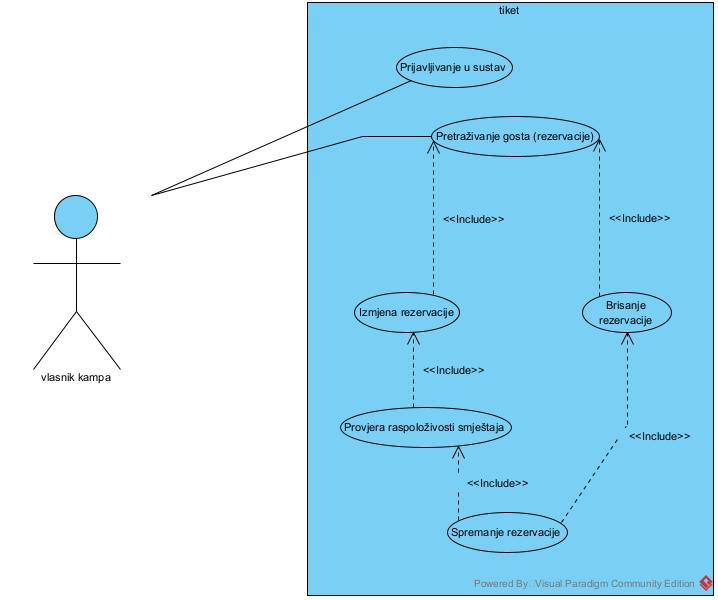 tiket
Prijavljivanje u sustav
Pretraživanje gosta (rezervacije)
<<Include>>
<<Include>>
Izmjena rezervacije
Brisanje
rezervacije
vlasnik kampa
<<Include>>
Provjera raspoloživosti smještaja
<<Include>>
<<Include>>
Spremanje rezervacije
Powered By: Visual Paradigm Community Edition